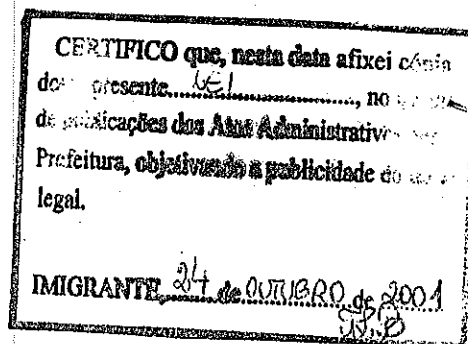 CERTIFICO que, nesta data afixei cópia
presente......LEI......................, no
de publicações dos Atos Administrativos
Prefeitura, objetivando a publicidade do
legal.
IMIGRANTE, 24 de OUTUBRO de 2001